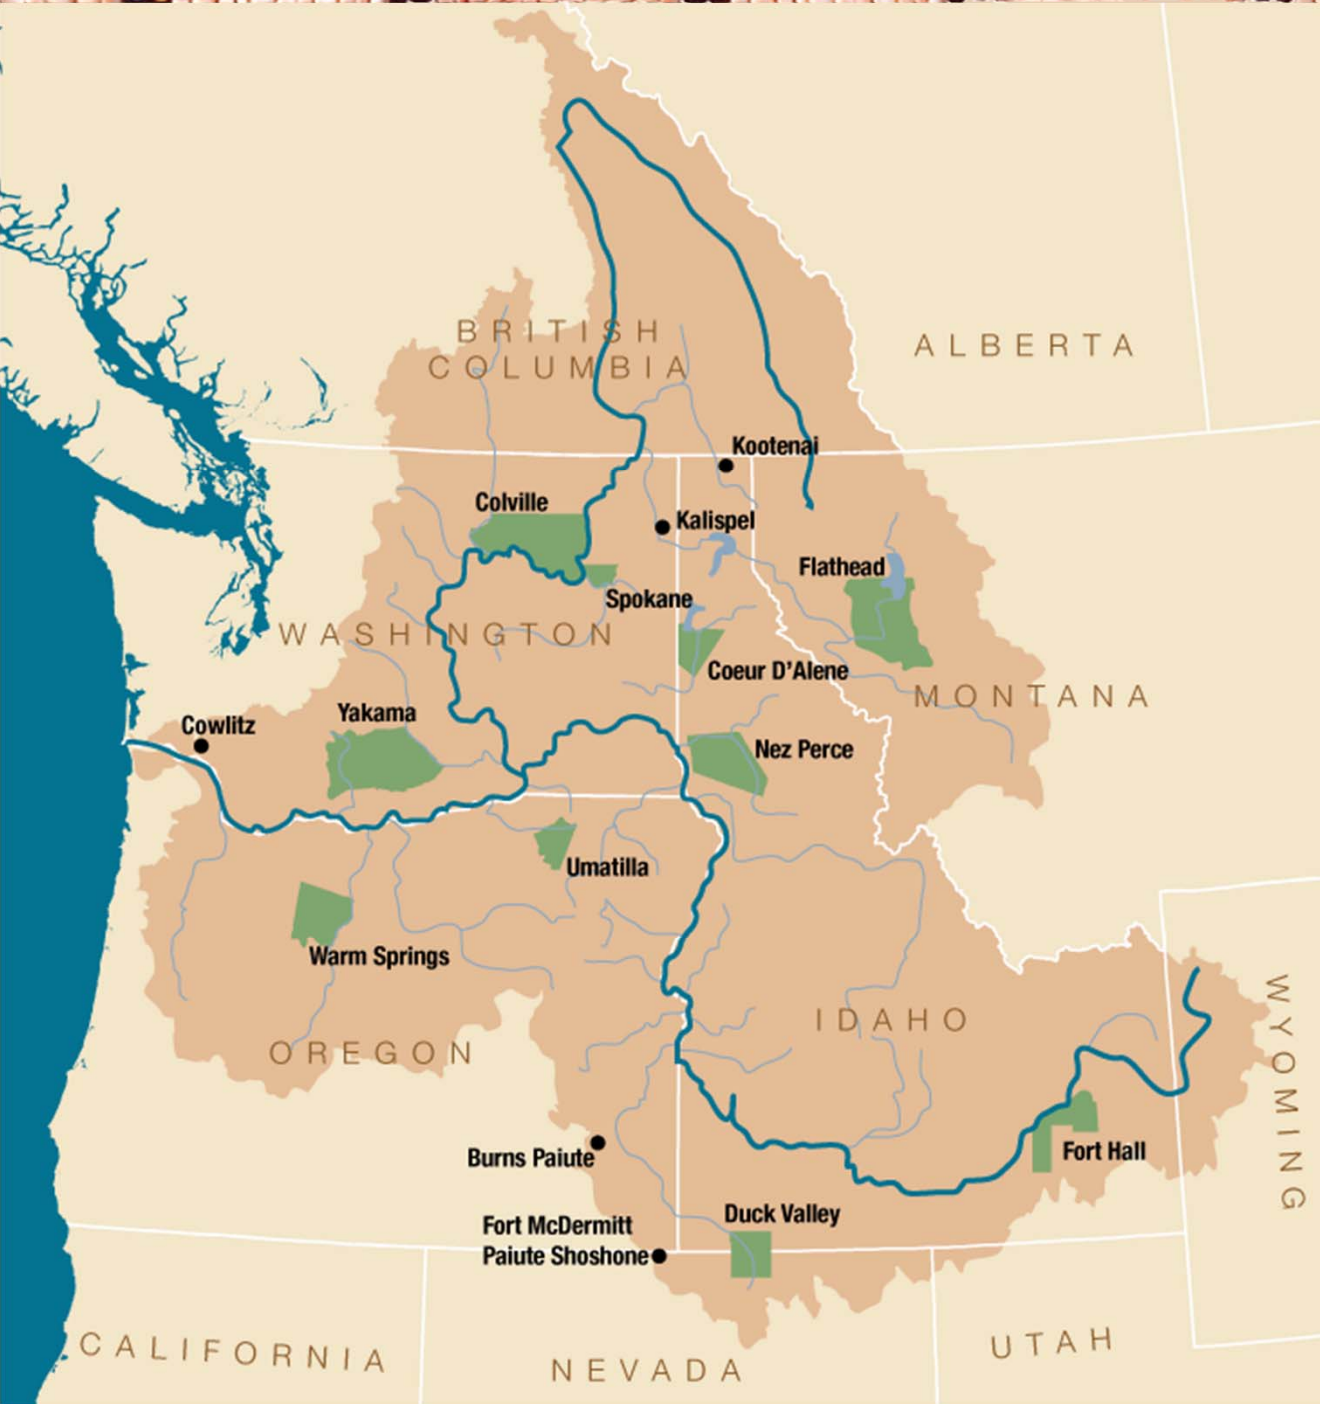 BRITISH
COLUMBIA
ALBERTA
Kootenai
Colville
Kalispel
Flathead
Spokane
WASHINGTON
Coeur D'Alene
MONTANA
Yakama
Cowlitz
Nez Perce
Umatilla
Warm Springs
IDAHO
OREGON
WYOMING
Burns Paiute
Fort Hall
Duck Valley
Fort McDermitt
Paiute Shoshone
CALIFORNIA
NEVADA
UTAH